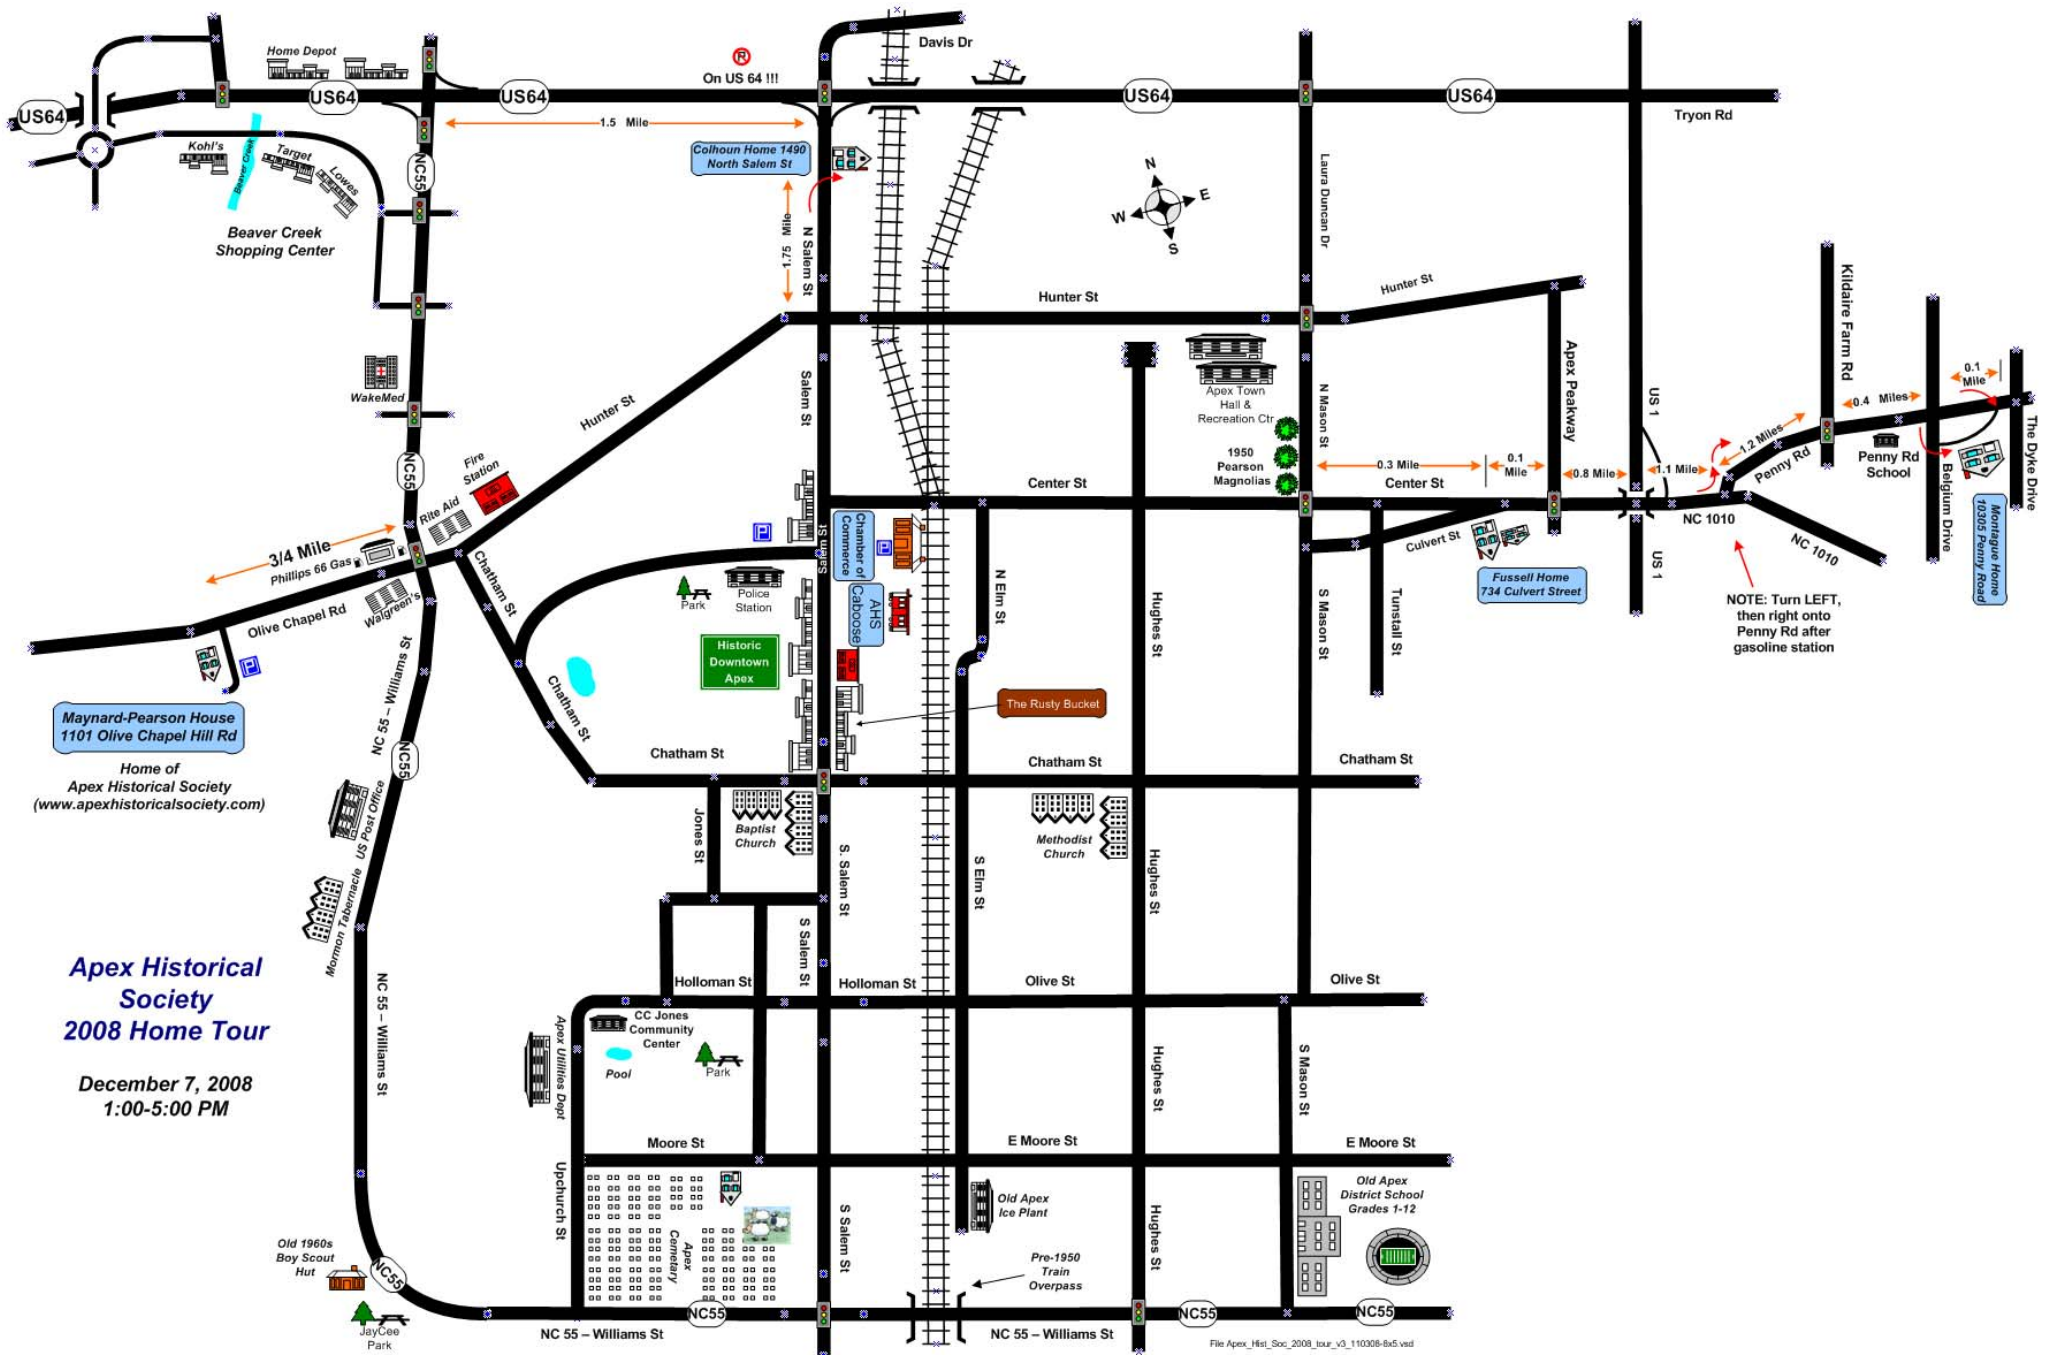 Davis Dr
Home Depot
R
On US 64 !!!
US64
US64
US64
US64
US64
Tryon Rd
1.5 Mile
Kohl's
Beaver Creek
Target
Lowes
NC55
Colhoun Home 1490
North Salem St
N
E
W
S
Laura Duncan Dr
Beaver Creek
Shopping Center
1.75 Mile
N Salem St
Hunter St
Hunter St
Kildaire Farm Rd
WakeMed
Hunter St
Salem St
Apex Town
Hall &
Recreation Ctr
N Mason St
Apex Peakway
US 1
0.1
Mile
0.4 Miles
1.2 Miles
The Dyke Drive
1950
Pearson
Magnolias
0.3 Mile
0.1
Mile
0.8 Mile
1.1 Mile
Penny Rd
Penny Rd
School
Belgium Drive
NC55
Fire
Station
Rite Aid
Center St
Center St
NC 1010
NC 1010
Montague Home
10305 Penny Road
3/4 Mile
Phillips 66 Gas
Walgreen's
Olive Chapel Rd
Chatham St
P
Salem St
Chamber of
Commerce
P
Culvert St
US 1
Fussell Home
734 Culvert Street
NOTE: Turn LEFT,
then right onto
Penny Rd after
gasoline station
Park
Police
Station
AHS
Caboose
N Elm St
Hughes St
S Mason St
Tunstall St
P
Historic
Downtown
Apex
The Rusty Bucket
Maynard-Pearson House
1101 Olive Chapel Hill Rd
NC 55 – Williams St
NC55
Chatham St
Chatham St
Chatham St
Chatham St
Home of
Apex Historical Society
(www.apexhistoricalsociety.com)
US Post Office
Jones St
Baptist
Church
S. Salem St
S Elm St
Methodist
Church
Hughes St
Mormon Tabernacle
S Salem St
Apex Historical
Society
2008 Home Tour
NC 55 – Williams St
Holloman St
Holloman St
Olive St
Olive St
CC Jones
Community
Center
Pool
Park
Apex Utilities Dept
Hughes St
S Mason St
December 7, 2008
1:00-5:00 PM
Moore St
E Moore St
E Moore St
Upchurch St
Apex
Cemetary
S Salem St
Old Apex
Ice Plant
Hughes St
Old Apex
District School
Grades 1-12
Old 1960s
Boy Scout
Hut
NC55
Pre-1950
Train
Overpass
JayCee
Park
NC 55 – Williams St
NC55
NC 55 – Williams St
NC55
NC55
File Apex_Hist_Soc_2008_tour_v3_110308-8x5.vsd